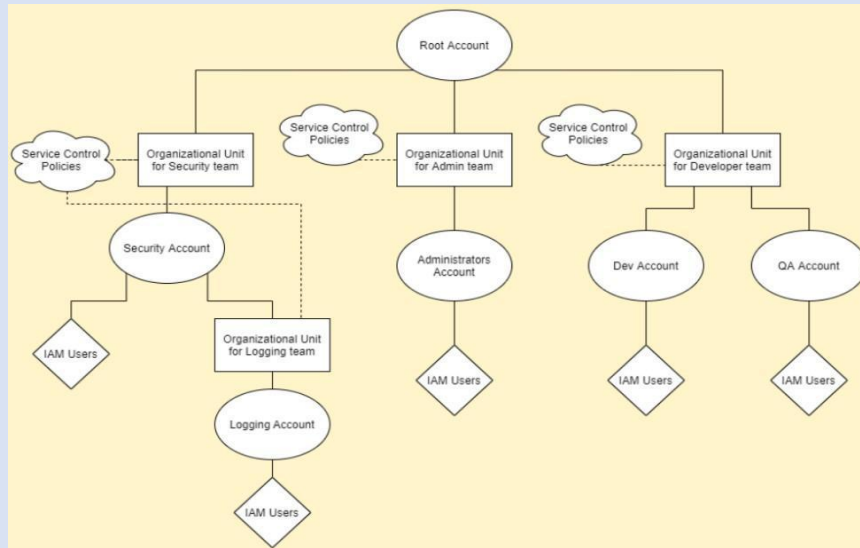 Root Account
Service Control
Policies
Organizational Unit
for Security team
Service Control
Policies
Organizational Unit
for Admin team
Service Control
Policies
Organizational Unit
for Developer team
Security Account
Administrators
Account
Dev Account
QA Account
IAM Users
Organizational Unit
for Logging team
IAM Users
IAM Users
IAM Users
Logging Account
IAM Users